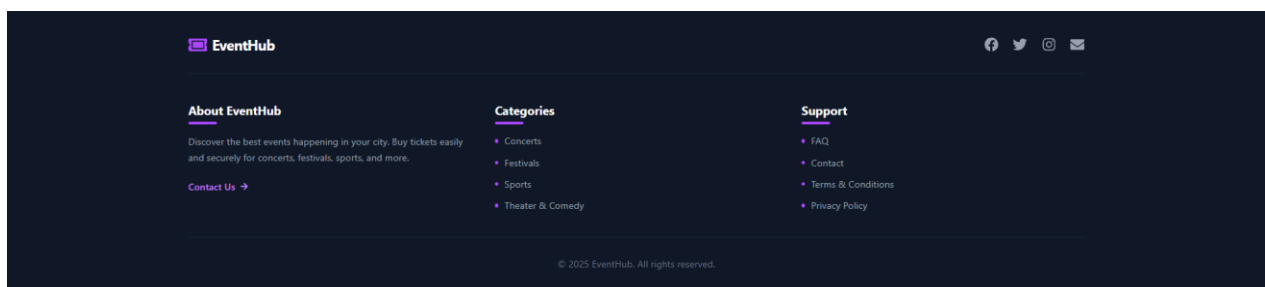 EventHub
About EventHub
Discover the best events happening in your city. Buy tickets easily
and securely for concerts, festivals, sports, and more.
Contact Us →
Categories
• Concerts
• Festivals
• Sports
• Theater & Comedy
Support
• FAQ
• Contact
• Terms & Conditions
• Privacy Policy
© 2025 EventHub. All rights reserved.